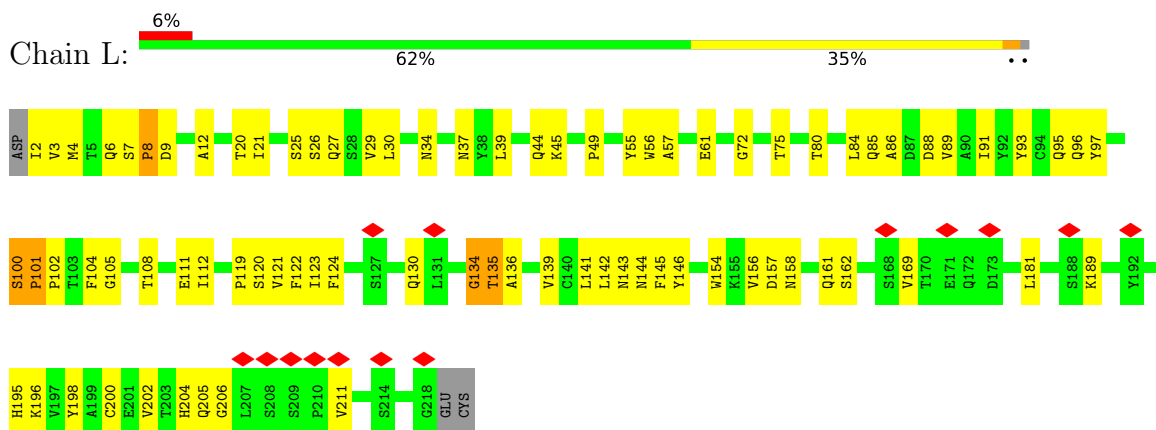 6%
Chain L:
62% 35% • •
ASP I2 V3 M4 T5 Q6 S7 P8 D9 A12 T20 I21 S25 S26 Q27 S28 V29 L30 N34 N37 Y38 L39 Q44 K45 P49 Y55 W56 A57 E61 G72 T75 T80 L84 Q85 A86 D87 D88 V89 A90 I91 Y92 Y93 C94 Q95 Q96 Y97
S100 P101 P102 T103 F104 G105 T108 E111 I112 P119 S120 V121 F122 I123 F124 S127 Q130 L131 G134 T135 A136 V139 C140 L141 L142 N143 N144 F145 Y146 W154 K155 V156 D157 N158 Q161 S162 S168 V169 T170 E171 Q172 D173 L181 S188 K189 Y192
H195 K196 V197 Y198 A199 C200 E201 V202 T203 H204 Q205 G206 L207 S208 S209 P210 V211 S214 G218 GLU CYS